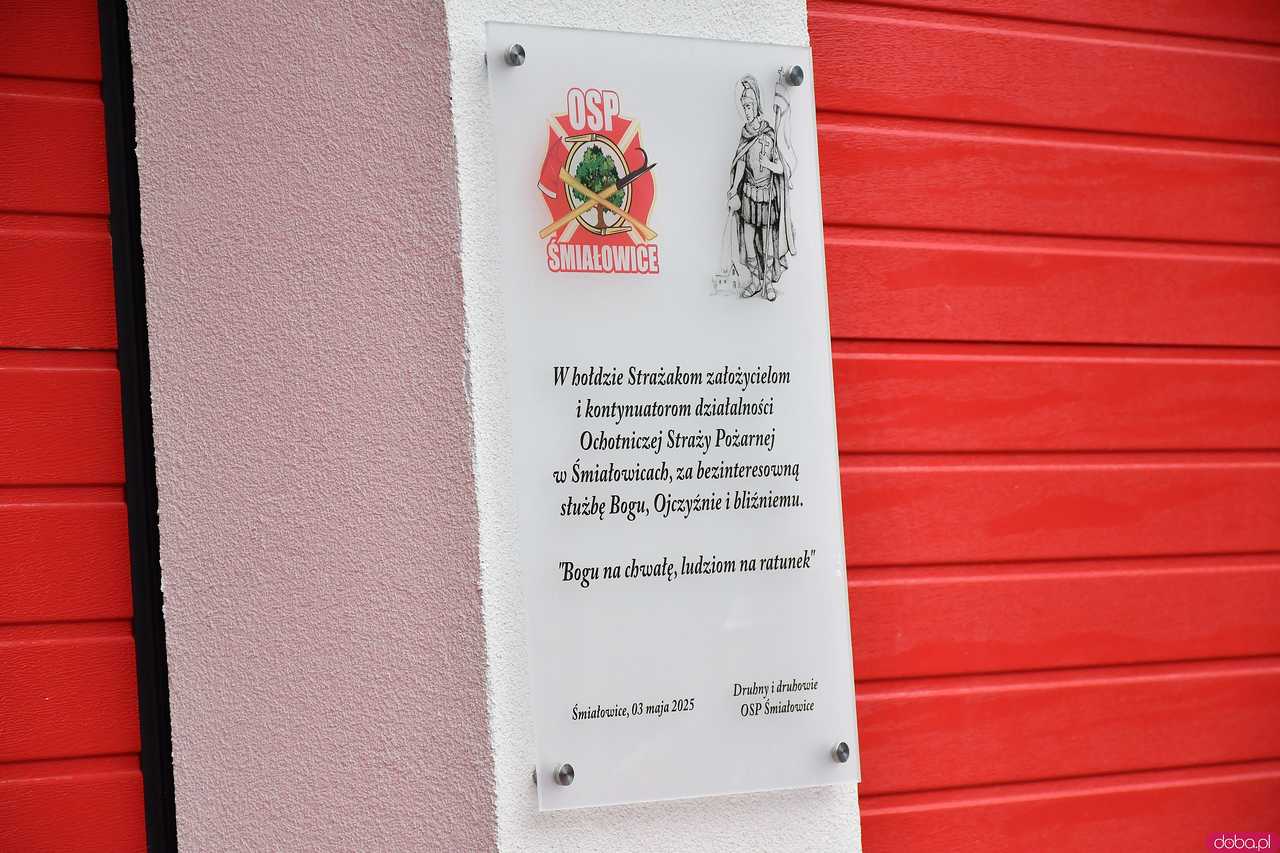 OSP
ŚMIAŁOWICE
W hołdzie Strażakom założycielom
i kontynuatorom działalności
Ochotniczej Straży Pożarnej
w Śmiałowicach, za bezinteresowną
służbę Bogu, Ojczyźnie i bliźniemu.
"Bogu na chwałę, ludziom na ratunek"
Śmiałowice, 03 maja 2025
Druhny i druhowie
OSP Śmiałowice
doba.pl